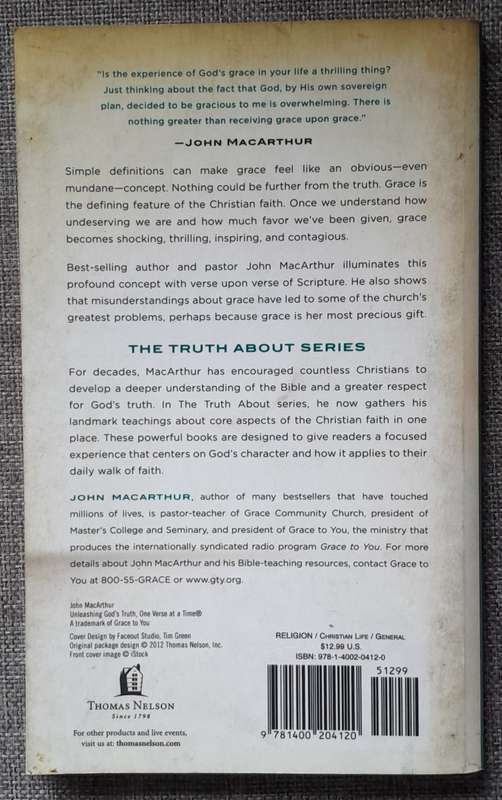 "Is the experience of God's grace in your life a thrilling thing?
Just thinking about the fact that God, by His own sovereign
plan, decided to be gracious to me is overwhelming. There is
nothing greater than receiving grace upon grace."
—John MacArthur
Simple definitions can make grace feel like an obvious—even
mundane—concept. Nothing could be further from the truth. Grace is
the defining feature of the Christian faith. Once we understand how
undeserving we are and how much favor we've been given, grace
becomes shocking, thrilling, inspiring, and contagious.
Best-selling author and pastor John MacArthur illuminates this
profound concept with verse upon verse of Scripture. He also shows
that misunderstandings about grace have led to some of the church's
greatest problems, perhaps because grace is her most precious gift.
THE TRUTH ABOUT SERIES
For decades, MacArthur has encouraged countless Christians to
develop a deeper understanding of the Bible and a greater respect
for God's truth. In The Truth About series, he now gathers his
landmark teachings about core aspects of the Christian faith in one
place. These powerful books are designed to give readers a focused
experience that centers on God's character and how it applies to their
daily walk of faith.
JOHN MACARTHUR, author of many bestsellers that have touched
millions of lives, is pastor-teacher of Grace Community Church, president of
Master's College and Seminary, and president of Grace to You, the ministry that
produces the internationally syndicated radio program Grace to You. For more
details about John MacArthur and his Bible-teaching resources, contact Grace to
You at 800-55-GRACE or www.gty.org.
John MacArthur
Unleashing God's Truth, One Verse at a Time®
A trademark of Grace to You
Cover Design by Faceout Studio, Tim Green
Original package design © 2012 Thomas Nelson, Inc.
Front cover image © iStock
THOMAS NELSON
Since 1798
For other products and live events,
visit us at: thomasnelson.com
RELIGION / Christian Life / General
$12.99 U.S.
ISBN: 978-1-4002-0412-0
51299
9 781400 204120